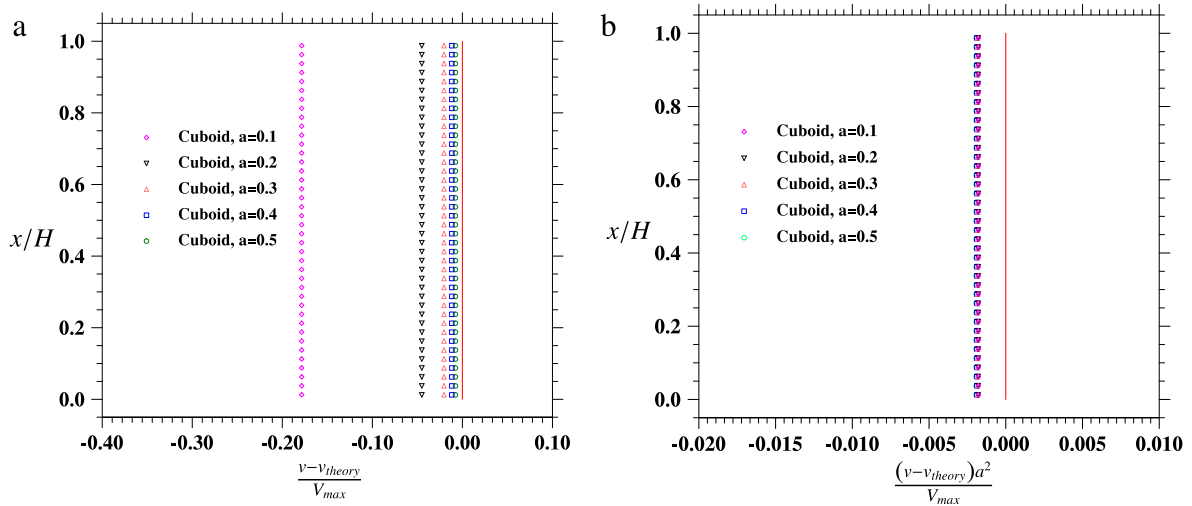 a
1.0
0.8
0.6
0.4
0.2
0.0
x/H
Cuboid, a=0.1
Cuboid, a=0.2
Cuboid, a=0.3
Cuboid, a=0.4
Cuboid, a=0.5
-0.40 -0.30 -0.20 -0.10 0.00 0.10
v−v_theory
V_max
b
1.0
0.8
0.6
0.4
0.2
0.0
x/H
Cuboid, a=0.1
Cuboid, a=0.2
Cuboid, a=0.3
Cuboid, a=0.4
Cuboid, a=0.5
-0.020 -0.015 -0.010 -0.005 0.000 0.005 0.010
(v−v_theory)a²
V_max